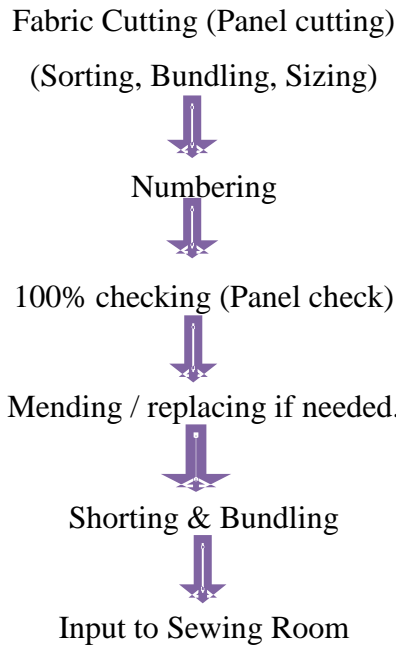 Fabric Cutting (Panel cutting)
(Sorting, Bundling, Sizing)
Numbering
100% checking (Panel check)
Mending / replacing if needed.
Shorting & Bundling
Input to Sewing Room